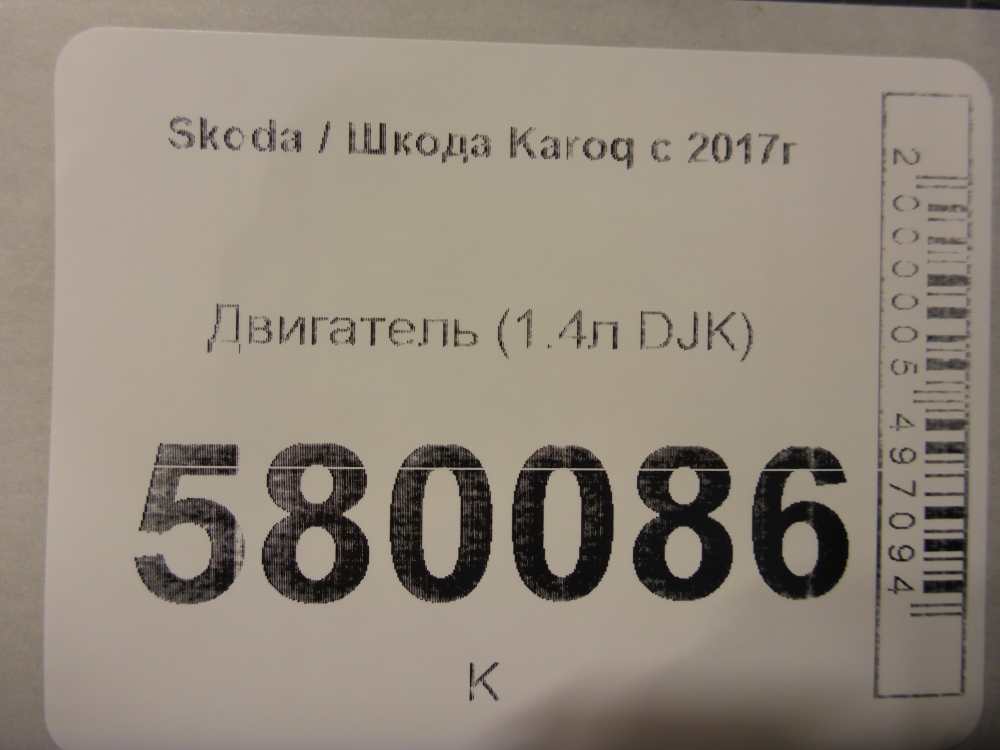 Skoda / Шкода Karoq с 2017г
Двигатель (1.4л DJK)
580086
К
2000005497094